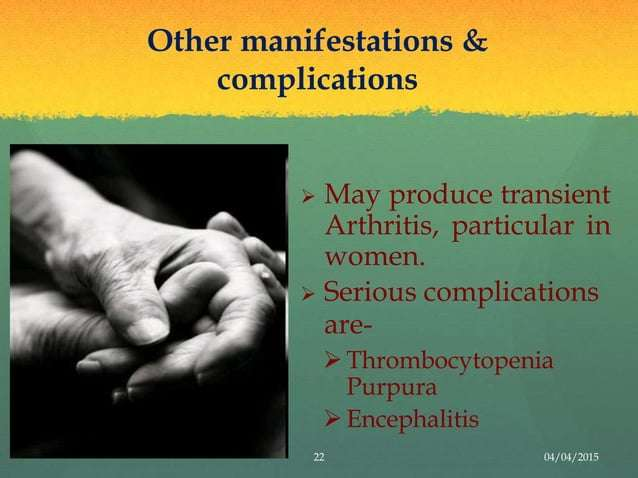 Other manifestations &
complications
➢ May produce transient
Arthritis, particular in
women.
➢ Serious complications
are-
➢ Thrombocytopenia
Purpura
➢ Encephalitis
22 04/04/2015